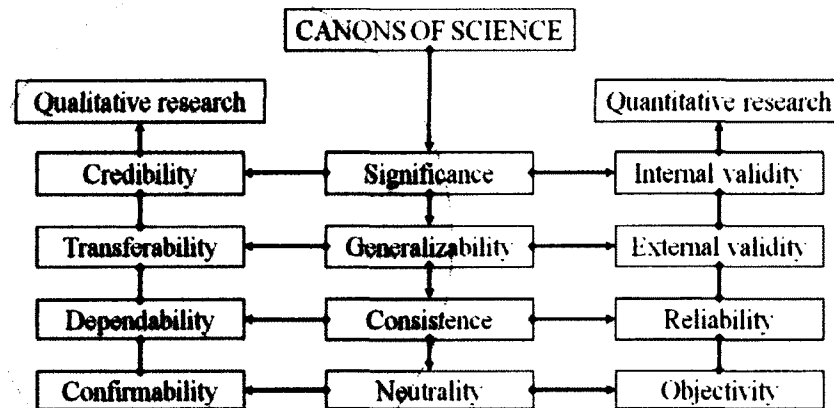 CANONS OF SCIENCE
Qualitative research
Quantitative research
Credibility
Significance
Internal validity
Transferability
Generalizability
External validity
Dependability
Consistence
Reliability
Confirmability
Neutrality
Objectivity